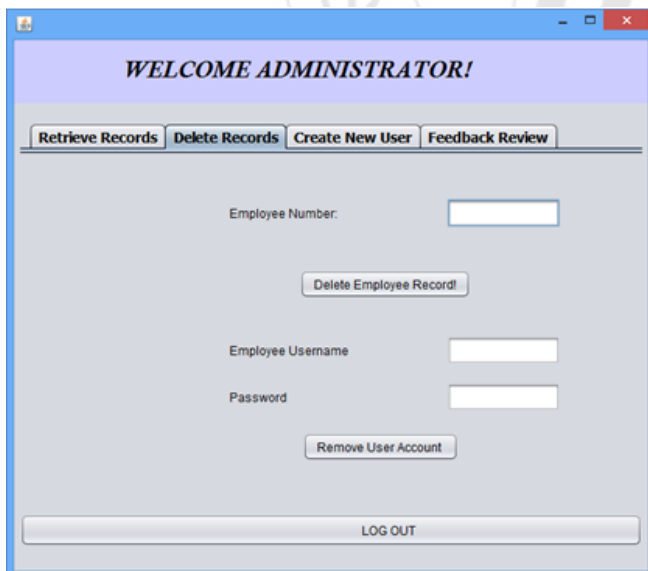 WELCOME ADMINISTRATOR!
Retrieve Records Delete Records Create New User Feedback Review
Employee Number:
Delete Employee Record!
Employee Username
Password
Remove User Account
LOG OUT